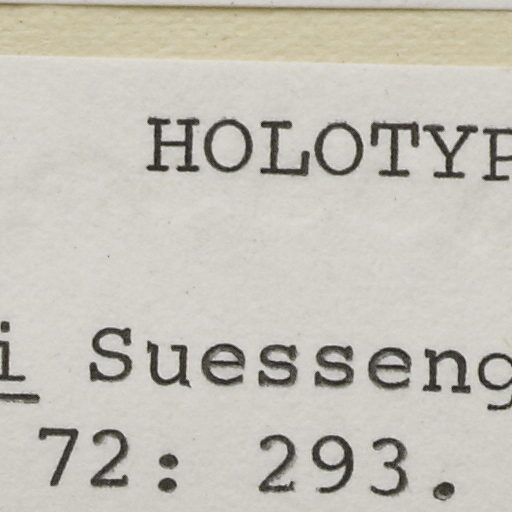 HOLOTYP
i Suesseng
72: 293.